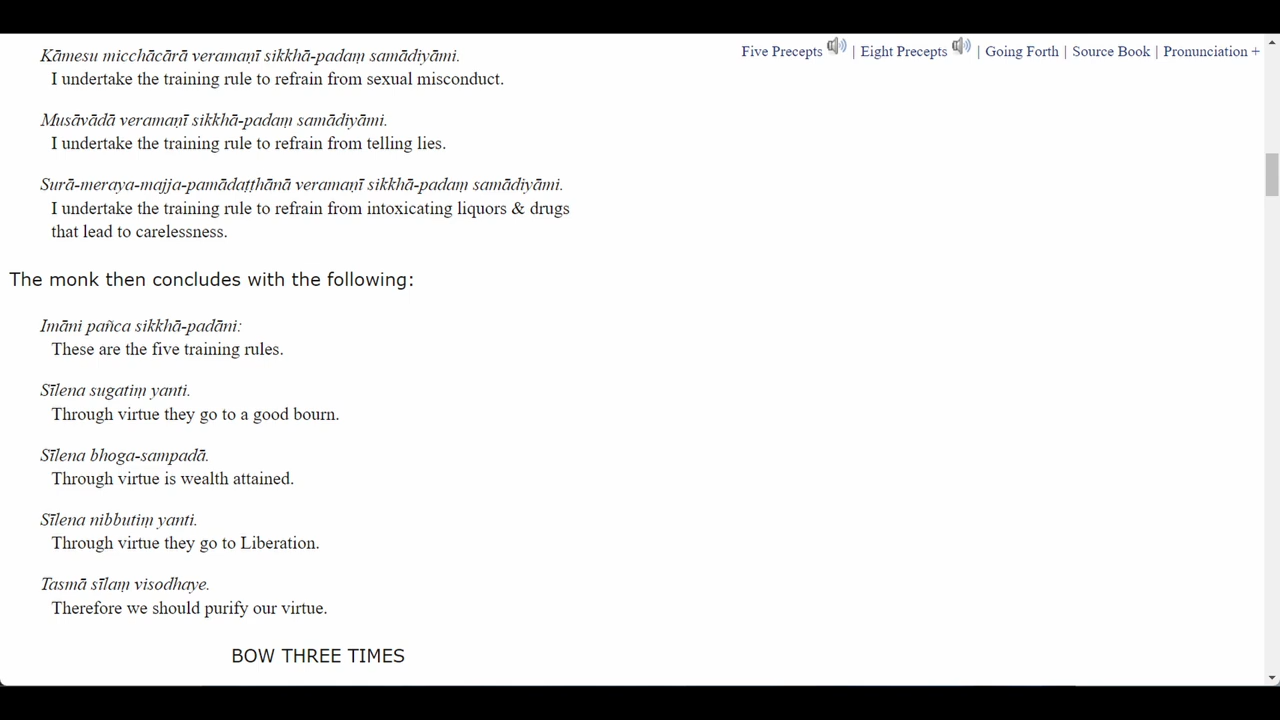 Five Precepts | Eight Precepts | Going Forth | Source Book | Pronunciation +
Kāmesu micchācārā veramaṇī sikkhā-padaṃ samādiyāmi.
I undertake the training rule to refrain from sexual misconduct.
Musāvādā veramaṇī sikkhā-padaṃ samādiyāmi.
I undertake the training rule to refrain from telling lies.
Surā-meraya-majja-pamādaṭṭhānā veramaṇī sikkhā-padaṃ samādiyāmi.
I undertake the training rule to refrain from intoxicating liquors & drugs
that lead to carelessness.
The monk then concludes with the following:
Imāni pañca sikkhā-padāni:
These are the five training rules.
Sīlena sugatiṃ yanti.
Through virtue they go to a good bourn.
Sīlena bhoga-sampadā.
Through virtue is wealth attained.
Sīlena nibbutiṃ yanti.
Through virtue they go to Liberation.
Tasmā sīlaṃ visodhaye.
Therefore we should purify our virtue.
BOW THREE TIMES